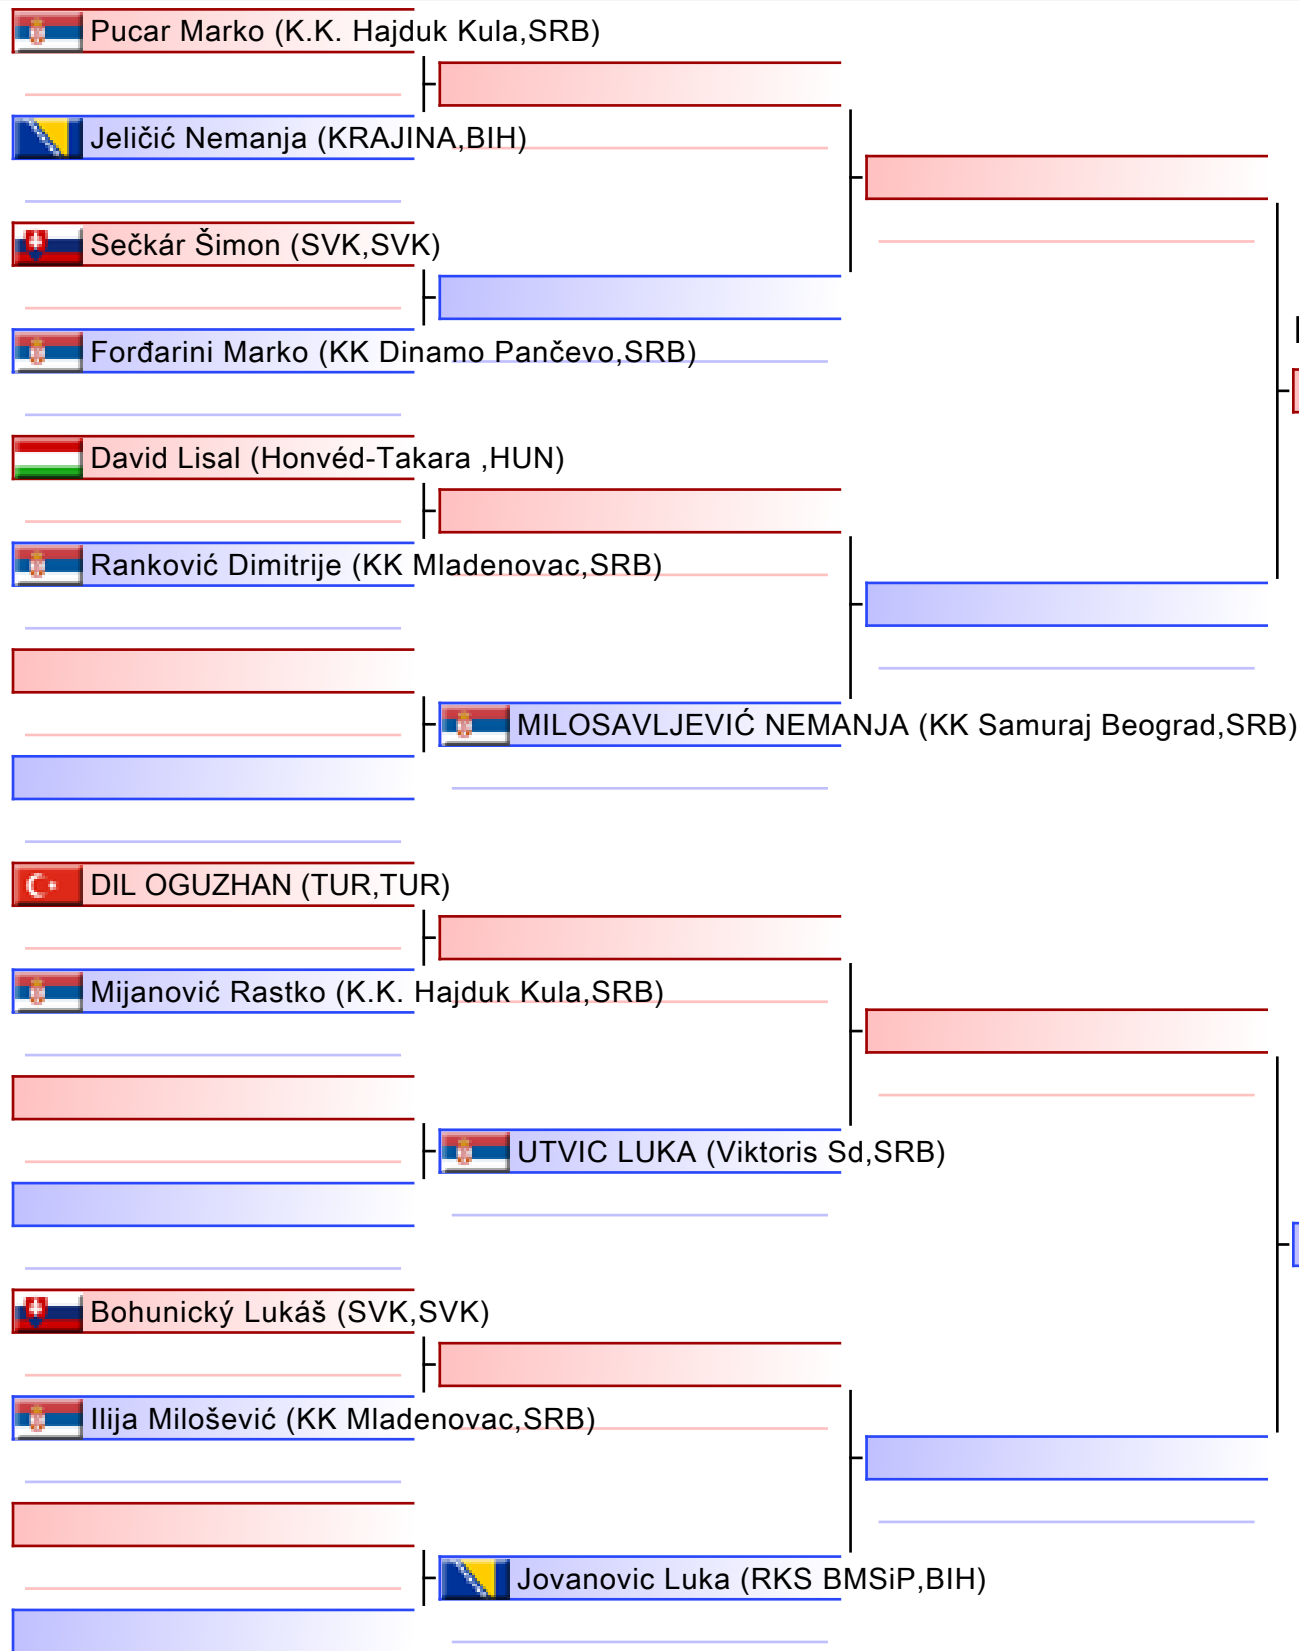 Pucar Marko (K.K. Hajduk Kula,SRB)
Jeličić Nemanja (KRAJINA,BIH)
Sečkár Šimon (SVK,SVK)
Forđarini Marko (KK Dinamo Pančevo,SRB)
David Lisal (Honvéd-Takara ,HUN)
Ranković Dimitrije (KK Mladenovac,SRB)
MILOSAVLJEVIĆ NEMANJA (KK Samuraj Beograd,SRB)
DIL OGUZHAN (TUR,TUR)
Mijanović Rastko (K.K. Hajduk Kula,SRB)
UTVIC LUKA (Viktoris Sd,SRB)
Bohunický Lukáš (SVK,SVK)
Ilija Milošević (KK Mladenovac,SRB)
Jovanovic Luka (RKS BMSiP,BIH)